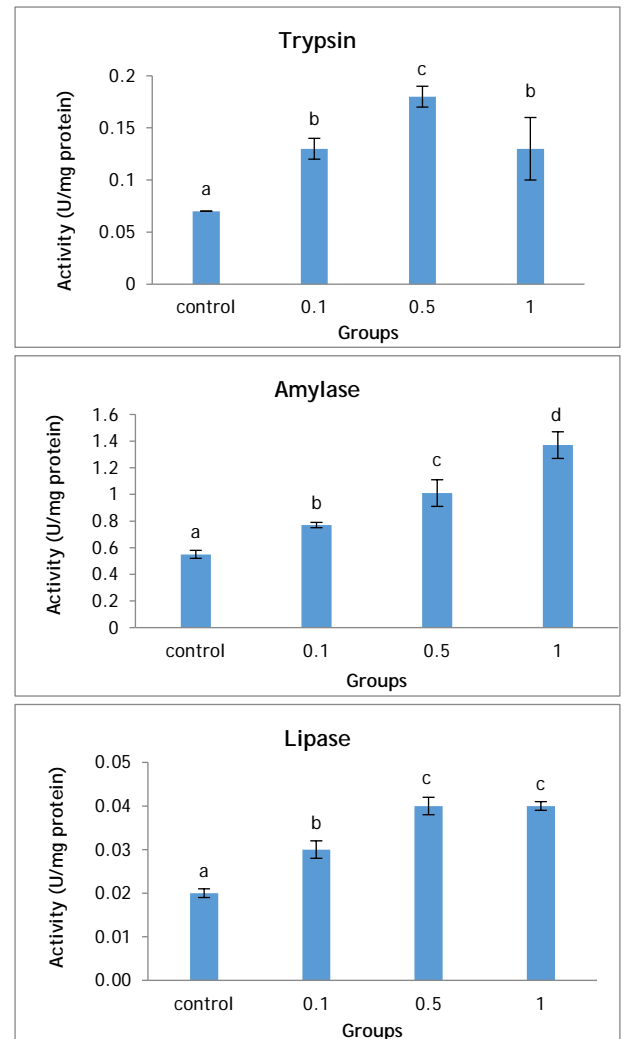 Trypsin
Activity (U/mg protein)
0.2
0.15
0.1
0.05
0
a
b
c
b
control 0.1 0.5 1
Groups
Amylase
Activity (U/mg protein)
1.6
1.4
1.2
1
0.8
0.6
0.4
0.2
0
a
b
c
d
control 0.1 0.5 1
Groups
Lipase
Activity (U/mg protein)
0.05
0.04
0.03
0.02
0.01
0.00
a
b
c
c
control 0.1 0.5 1
Groups